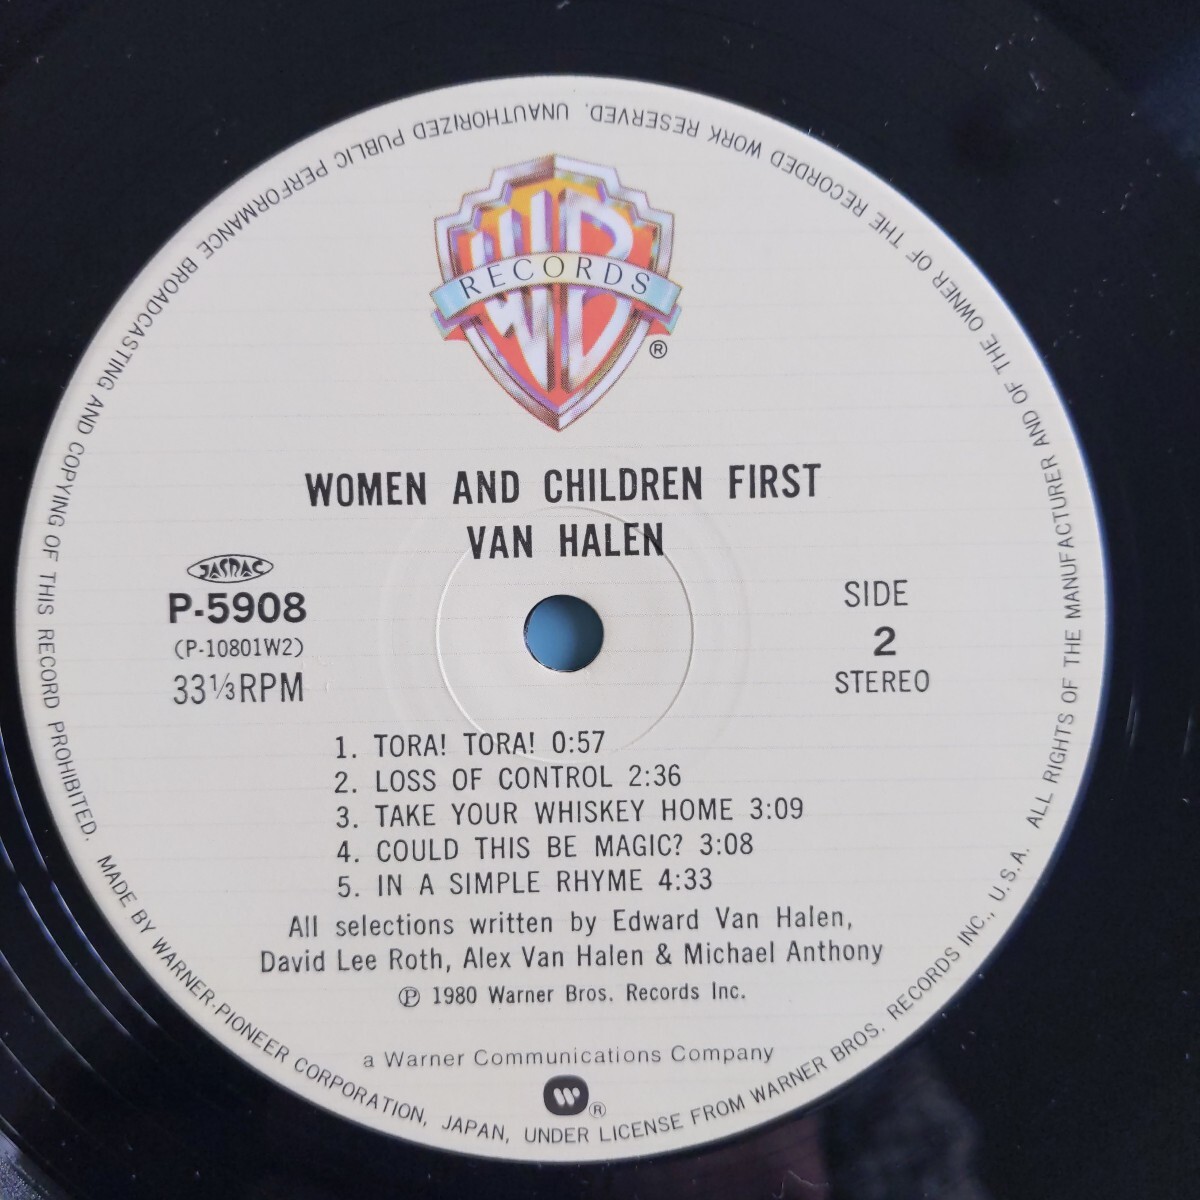 RECORDS
®
WOMEN AND CHILDREN FIRST
VAN HALEN
JASRAC
P-5908
(P-10801W2)
33⅓RPM
SIDE
2
STEREO
1. TORA! TORA! 0:57
2. LOSS OF CONTROL 2:36
3. TAKE YOUR WHISKEY HOME 3:09
4. COULD THIS BE MAGIC? 3:08
5. IN A SIMPLE RHYME 4:33
All selections written by Edward Van Halen,
David Lee Roth, Alex Van Halen & Michael Anthony
℗ 1980 Warner Bros. Records Inc.
a Warner Communications Company
®
MADE BY WARNER-PIONEER CORPORATION, JAPAN, UNDER LICENSE FROM WARNER BROS. RECORDS INC., U.S.A. ALL RIGHTS OF THE MANUFACTURER AND OF THE OWNER OF THE RECORDED WORK RESERVED. UNAUTHORIZED PUBLIC PERFORMANCE BROADCASTING AND COPYING OF THIS RECORD PROHIBITED.